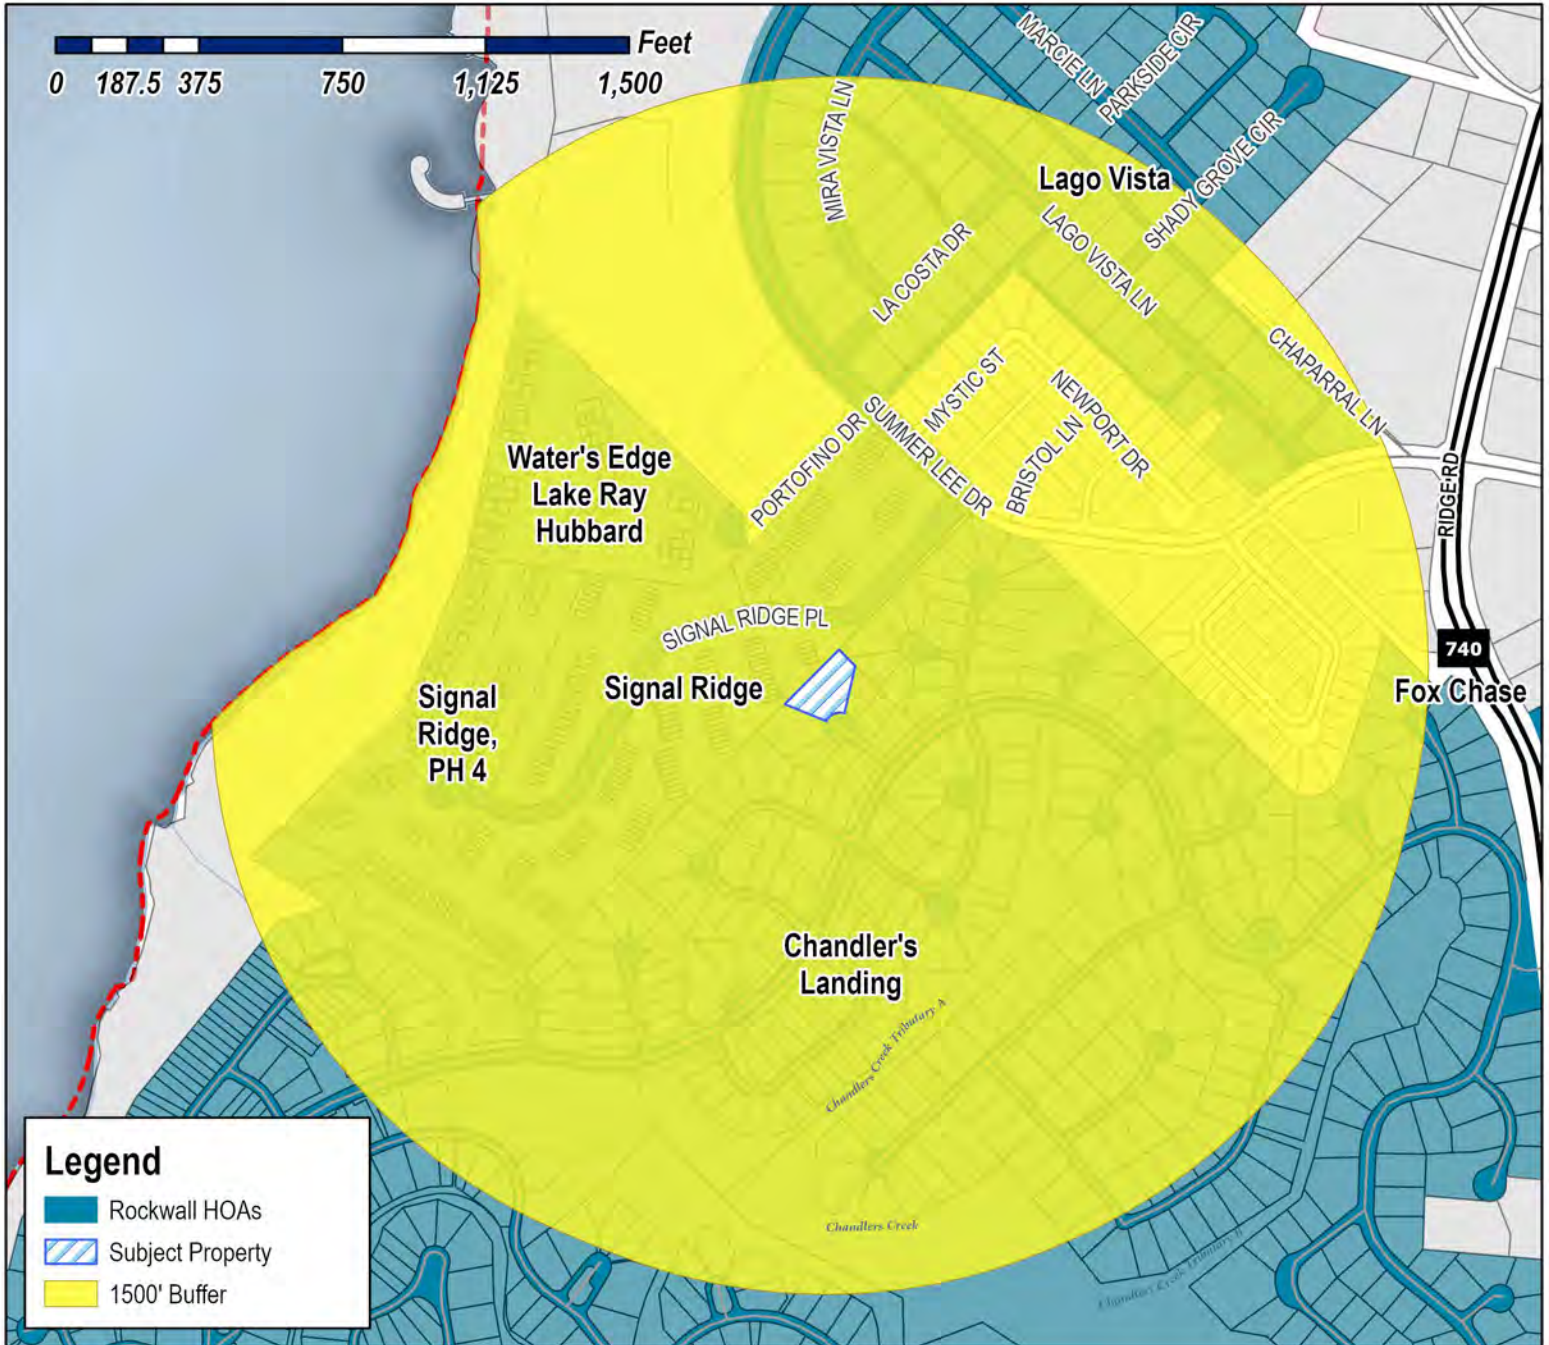 Feet
0 187.5 375 750 1,125 1,500
MARCIE LN
PARKSIDE CIR
MIRA VISTA LN
Lago Vista
SHADY GROVE CIR
LAGO VISTA LN
LA COSTA DR
CHAPARRAL LN
MYSTIC ST
NEWPORT DR
SUMMER LEE DR
BRISTOL LN
PORTOFINO DR
RIDGE RD
Water's Edge
Lake Ray
Hubbard
SIGNAL RIDGE PL
740
Fox Chase
Signal Ridge
Signal
Ridge,
PH 4
Chandler's
Landing
Chandlers Creek Tributary A
Chandlers Creek
Chandlers Creek Tributary B
Legend
Rockwall HOAs
Subject Property
1500' Buffer